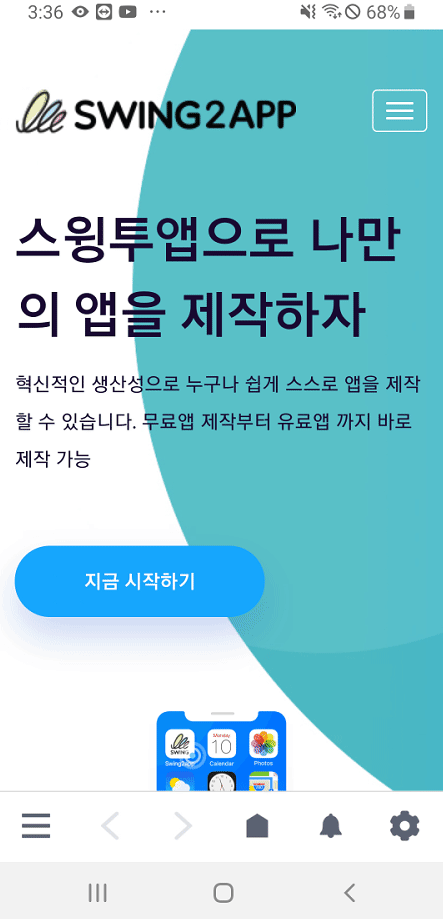 3:36
68%
SWING2APP
스윙투앱으로 나만
의 앱을 제작하자
혁신적인 생산성으로 누구나 쉽게 스스로 앱을 제작
할 수 있습니다. 무료앱 제작부터 유료앱 까지 바로
제작 가능
지금 시작하기
Monday
10
SWING
Swing2App
Calendar
Photos